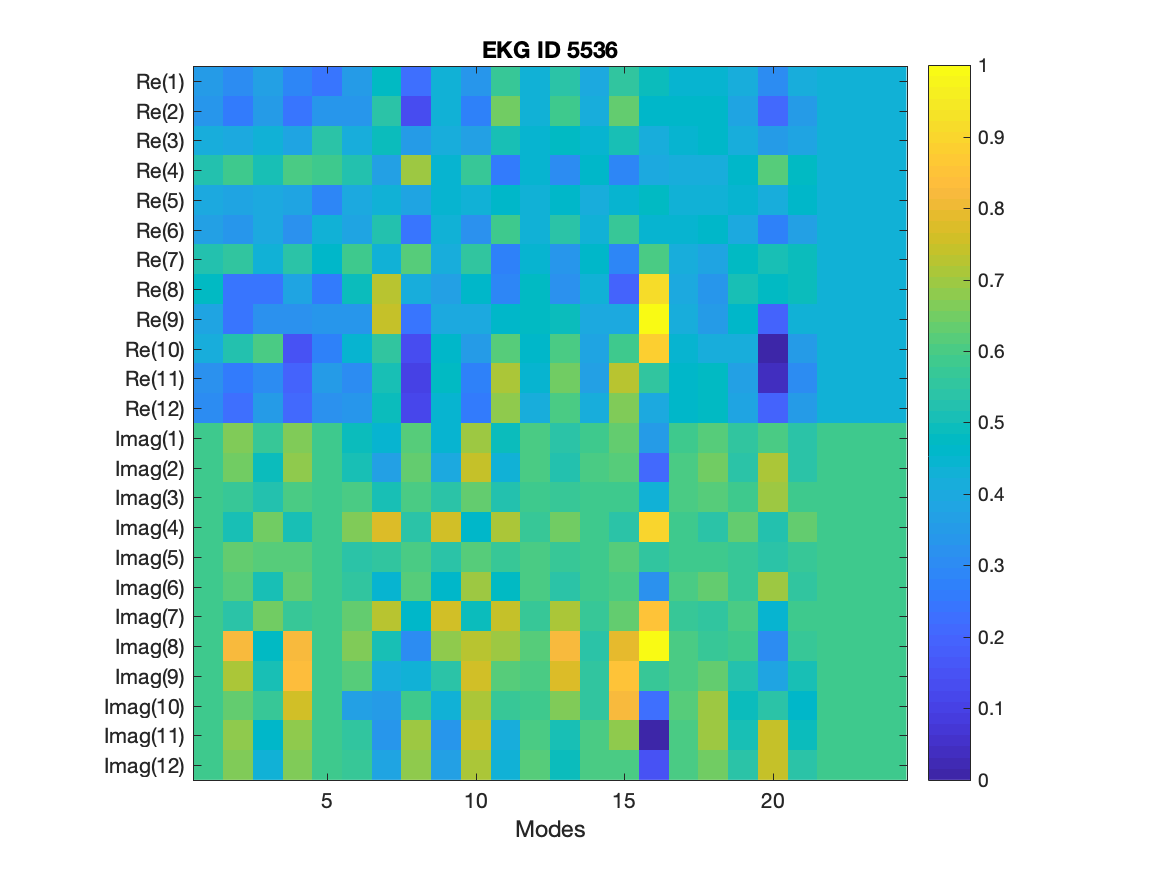 EKG ID 5536
Re(1)
Re(2)
Re(3)
Re(4)
Re(5)
Re(6)
Re(7)
Re(8)
Re(9)
Re(10)
Re(11)
Re(12)
Imag(1)
Imag(2)
Imag(3)
Imag(4)
Imag(5)
Imag(6)
Imag(7)
Imag(8)
Imag(9)
Imag(10)
Imag(11)
Imag(12)
5 10 15 20
Modes
1
0.9
0.8
0.7
0.6
0.5
0.4
0.3
0.2
0.1
0